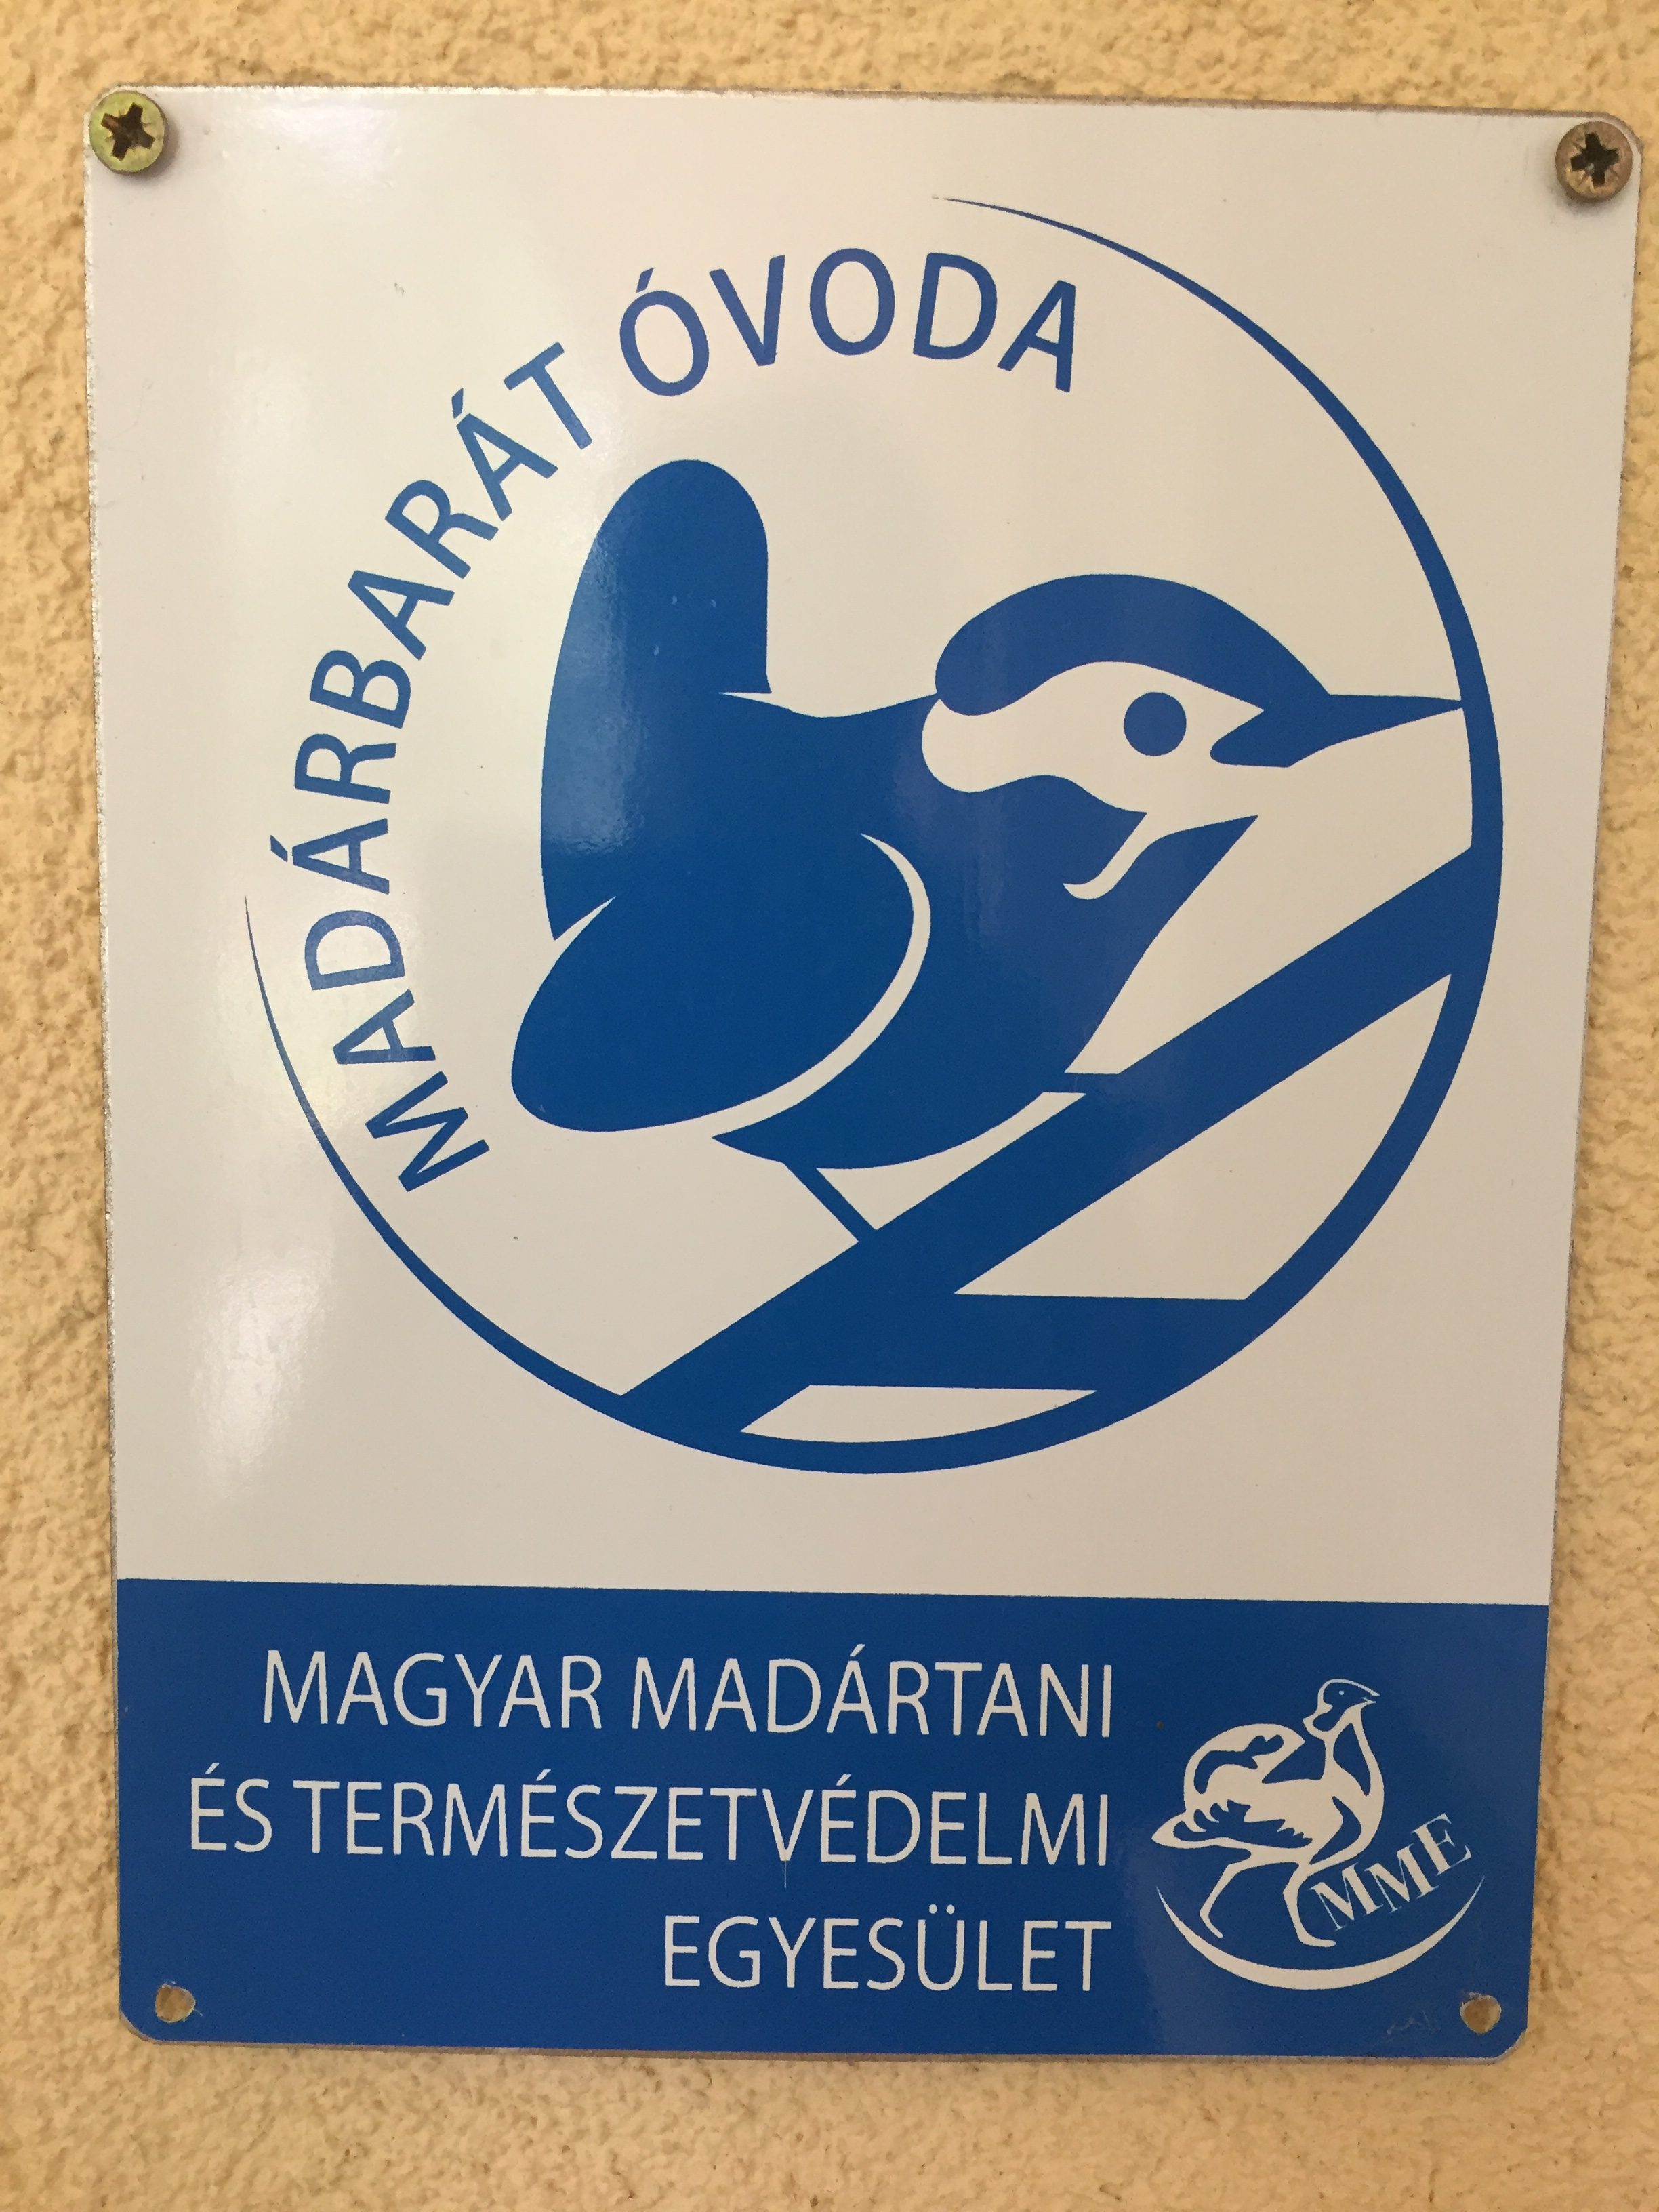 MADÁRBARÁT ÓVODA
MAGYAR MADÁRTANI
ÉS TERMÉSZETVÉDELMI
EGYESÜLET
MME